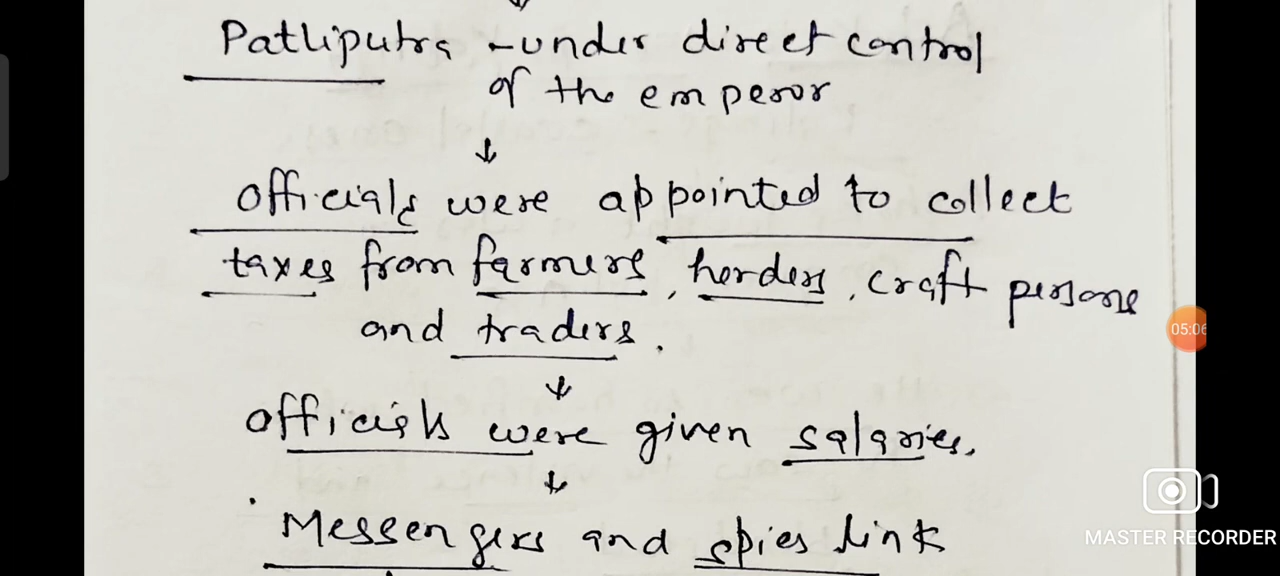 Patliputra - under direct control
of the emperor
↓
Officials were appointed to collect
taxes from farmers, herders, craft persons
and traders.
↓
Officials were given salaries.
↓
Messengers and spies link
05:06
MASTER RECORDER